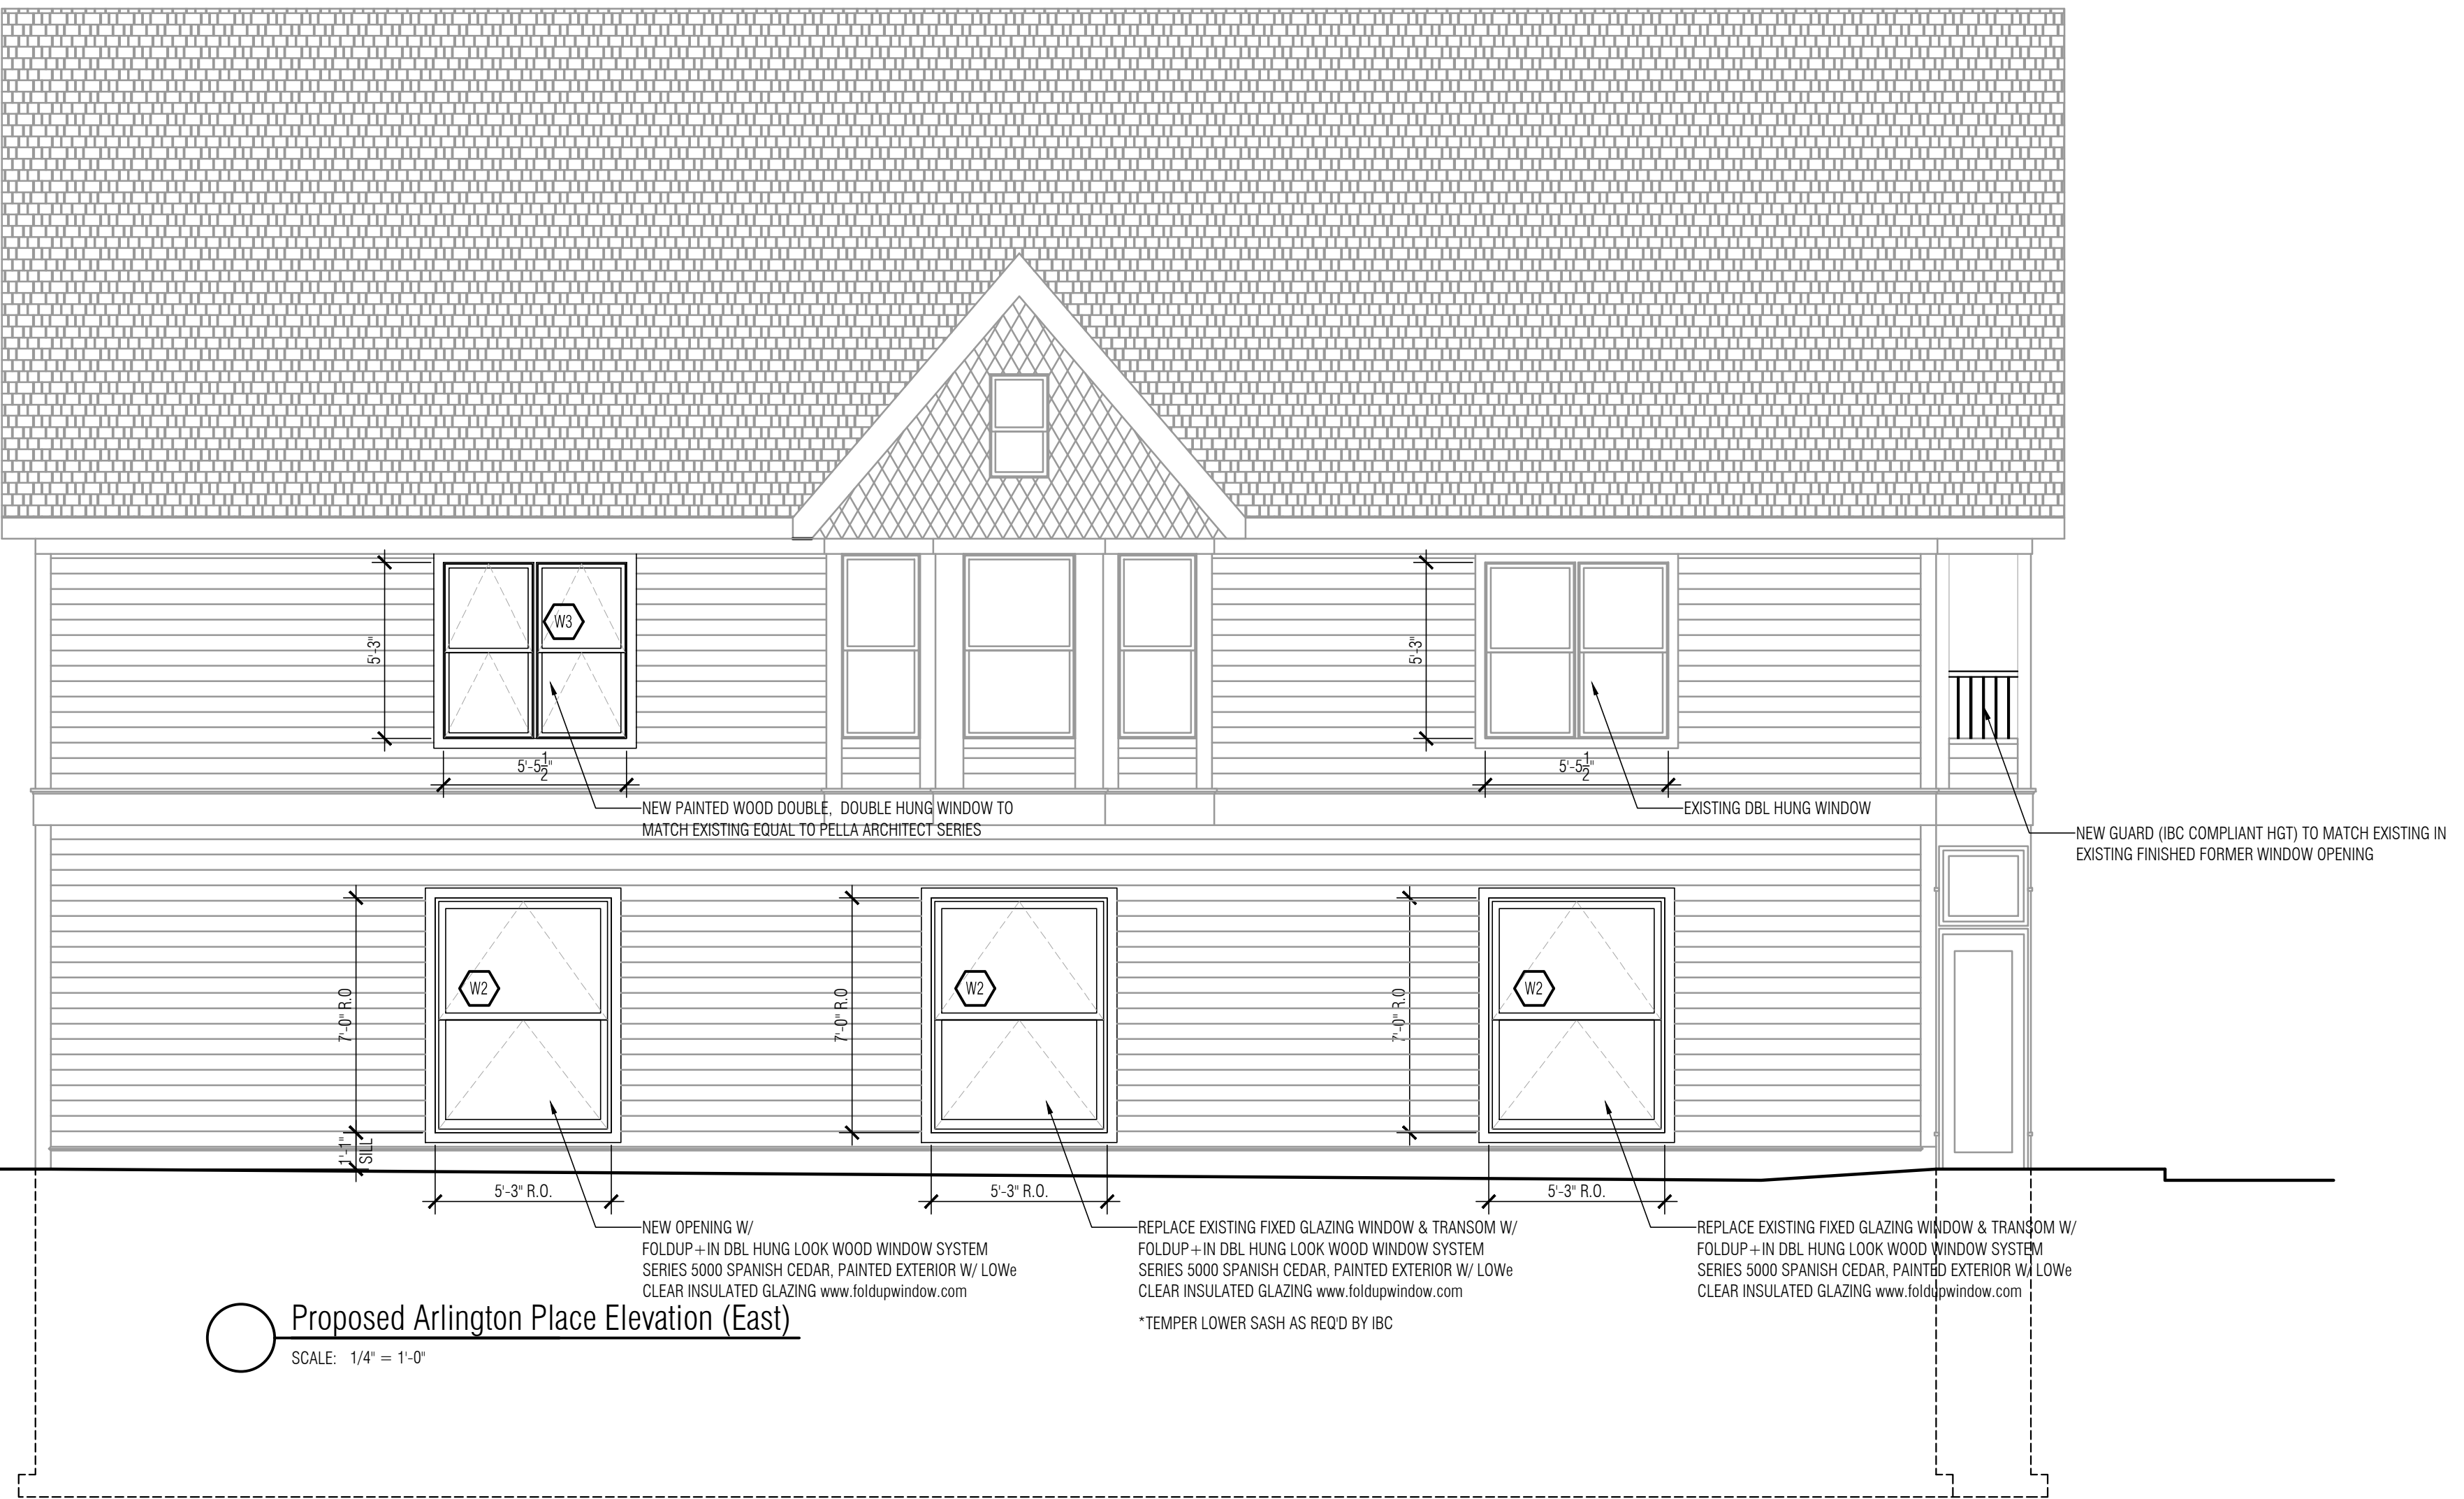 W3
5'-3"
5'-3"
5'-5 1/2"
5'-5 1/2"
NEW PAINTED WOOD DOUBLE,  DOUBLE HUNG WINDOW TO
MATCH EXISTING EQUAL TO PELLA ARCHITECT SERIES
EXISTING DBL HUNG WINDOW
NEW GUARD (IBC COMPLIANT HGT) TO MATCH EXISTING IN
EXISTING FINISHED FORMER WINDOW OPENING
W2
W2
W2
7'-0" R.O
7'-0" R.O
7'-0" R.O
1'-1"
SILL
5'-3" R.O.
5'-3" R.O.
5'-3" R.O.
NEW OPENING W/
FOLDUP+IN DBL HUNG LOOK WOOD WINDOW SYSTEM
SERIES 5000 SPANISH CEDAR, PAINTED EXTERIOR W/ LOWe
CLEAR INSULATED GLAZING www.foldupwindow.com
REPLACE EXISTING FIXED GLAZING WINDOW & TRANSOM W/
FOLDUP+IN DBL HUNG LOOK WOOD WINDOW SYSTEM
SERIES 5000 SPANISH CEDAR, PAINTED EXTERIOR W/ LOWe
CLEAR INSULATED GLAZING www.foldupwindow.com
*TEMPER LOWER SASH AS REQ'D BY IBC
REPLACE EXISTING FIXED GLAZING WINDOW & TRANSOM W/
FOLDUP+IN DBL HUNG LOOK WOOD WINDOW SYSTEM
SERIES 5000 SPANISH CEDAR, PAINTED EXTERIOR W/ LOWe
CLEAR INSULATED GLAZING www.foldupwindow.com
Proposed Arlington Place Elevation (East)
SCALE:   1/4" = 1'-0"